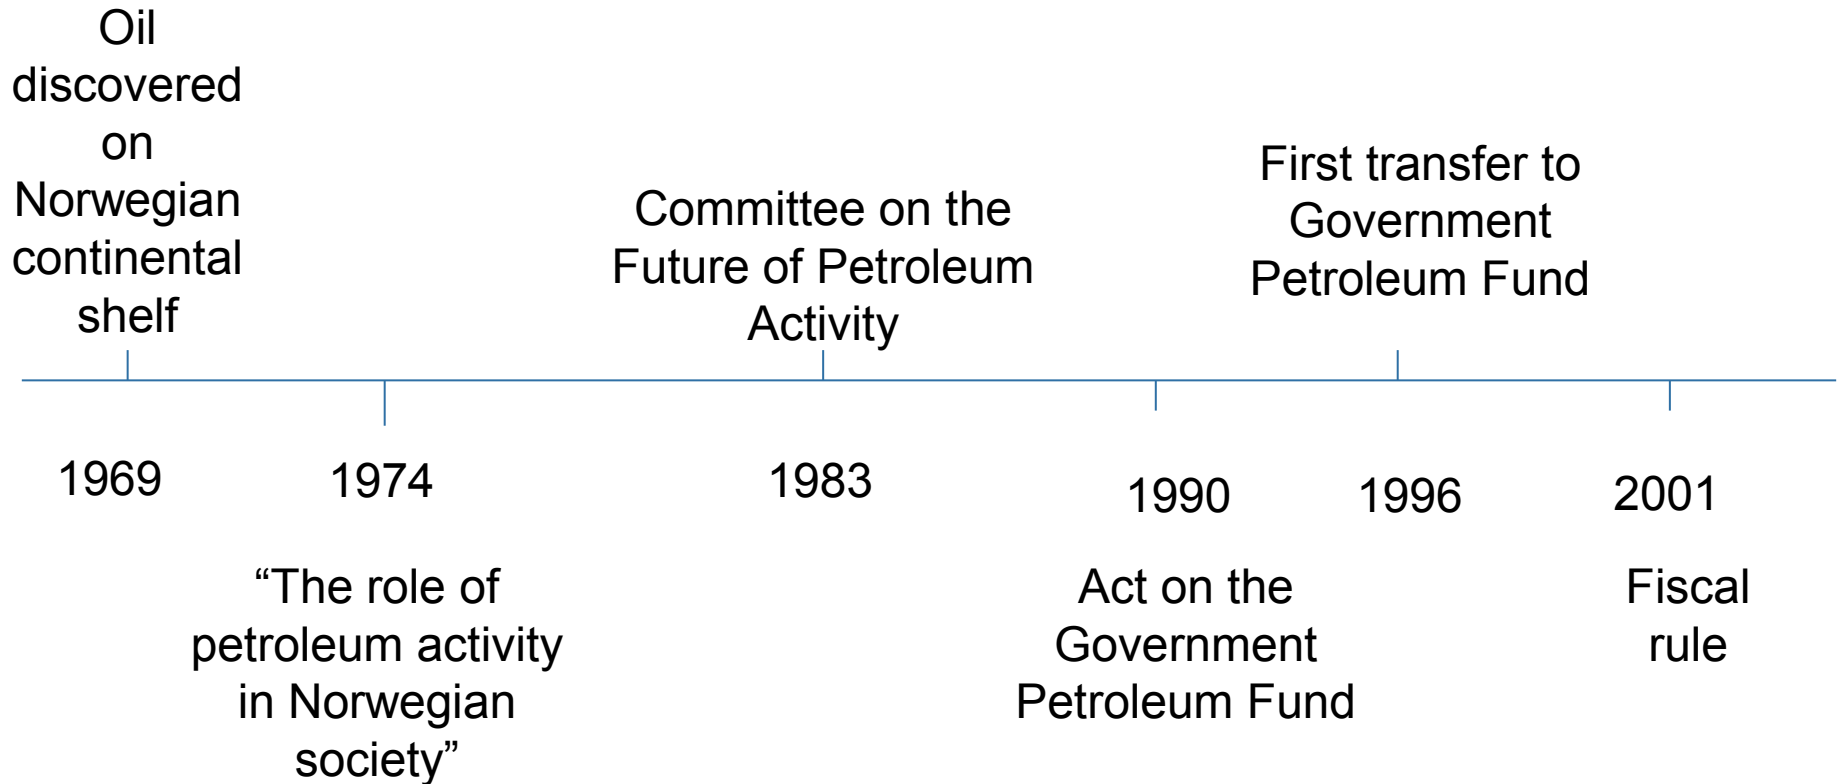 Oil
discovered
on
Norwegian
continental
shelf
Committee on the
Future of Petroleum
Activity
First transfer to
Government
Petroleum Fund
1969
1974
1983
1990
1996
2001
“The role of
petroleum activity
in Norwegian
society”
Act on the
Government
Petroleum Fund
Fiscal
rule